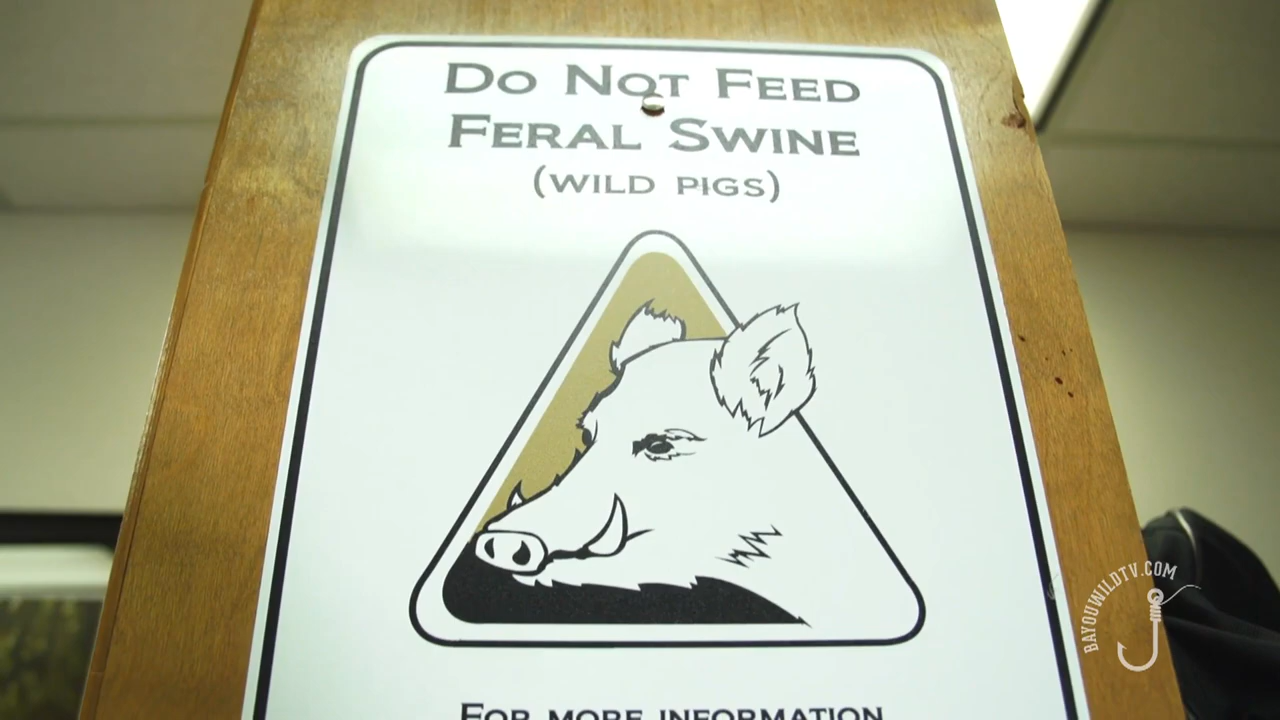 Do Not Feed
Feral Swine
(wild pigs)
For more information
BAYOUWILDTV.COM